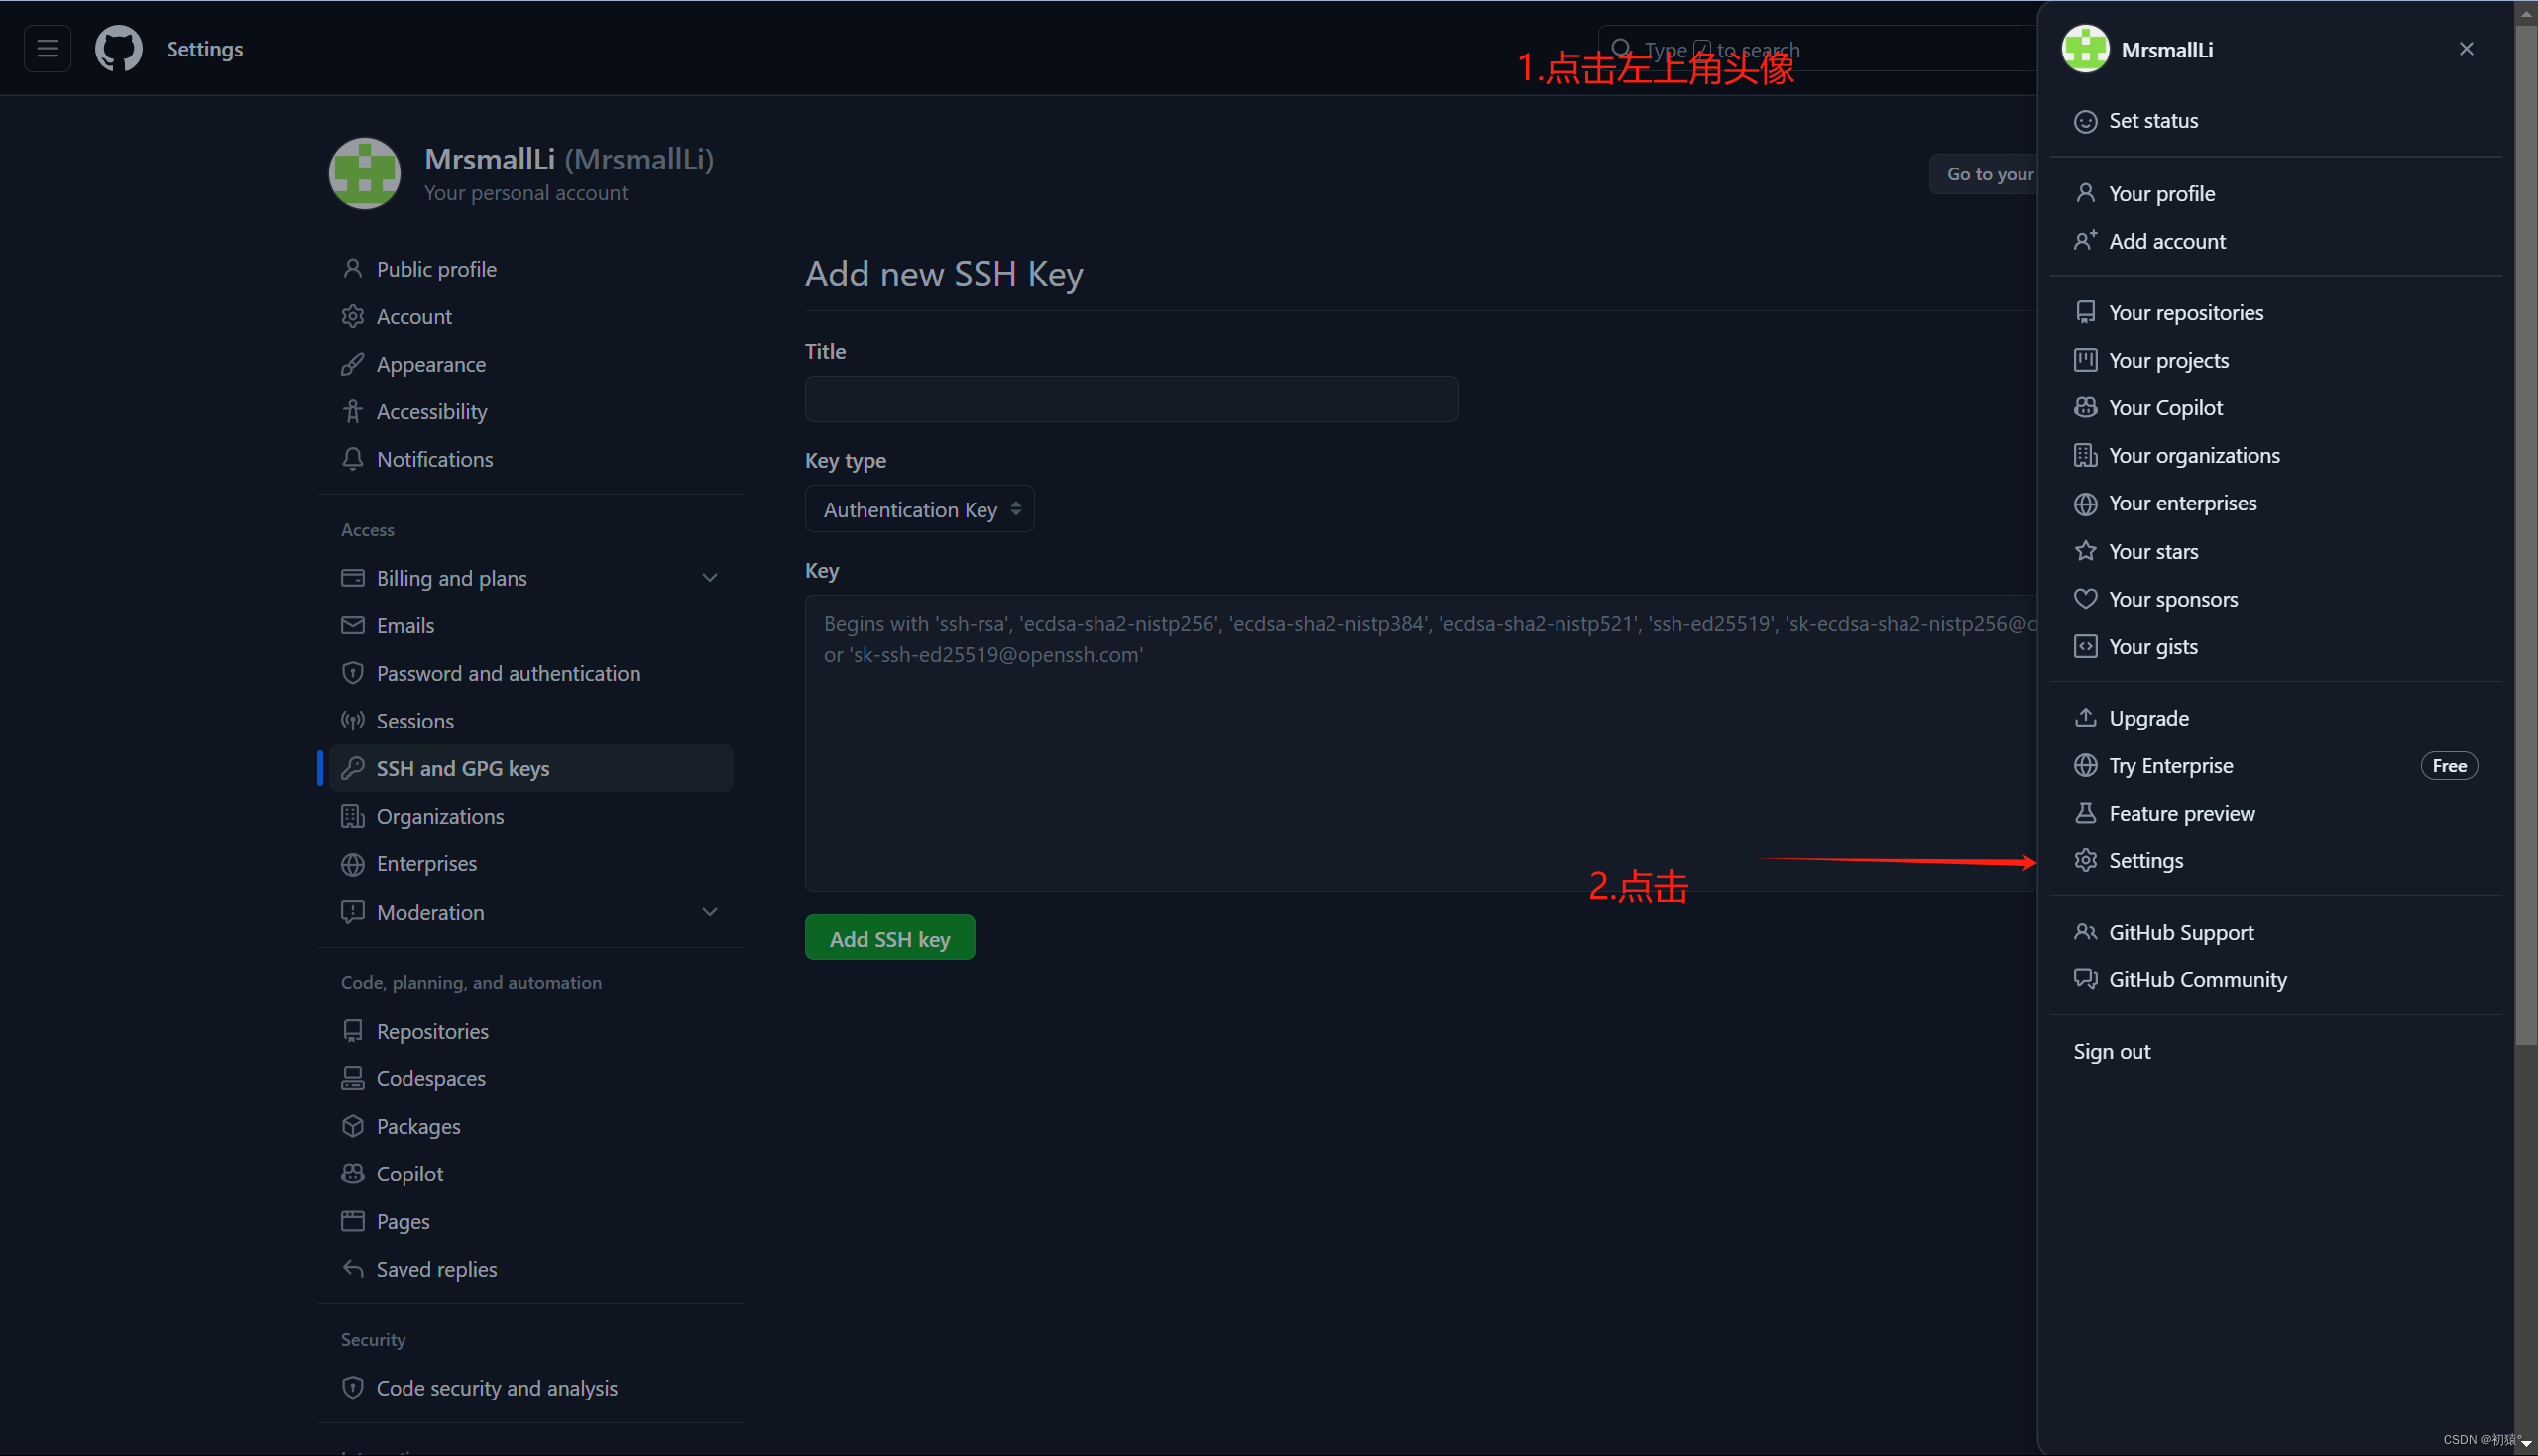 Settings
Type / to search
1.点击左上角头像
MrsmallLi (MrsmallLi)
Your personal account
Go to your
Public profile
Account
Appearance
Accessibility
Notifications
Access
Billing and plans
Emails
Password and authentication
Sessions
SSH and GPG keys
Organizations
Enterprises
Moderation
Code, planning, and automation
Repositories
Codespaces
Packages
Copilot
Pages
Saved replies
Security
Code security and analysis
Add new SSH Key
Title
Key type
Authentication Key
Key
Begins with 'ssh-rsa', 'ecdsa-sha2-nistp256', 'ecdsa-sha2-nistp384', 'ecdsa-sha2-nistp521', 'ssh-ed25519', 'sk-ecdsa-sha2-nistp256@o
or 'sk-ssh-ed25519@openssh.com'
2.点击
Add SSH key
MrsmallLi
Set status
Your profile
Add account
Your repositories
Your projects
Your Copilot
Your organizations
Your enterprises
Your stars
Your sponsors
Your gists
Upgrade
Try Enterprise
Free
Feature preview
Settings
GitHub Support
GitHub Community
Sign out
CSDN @初猿°